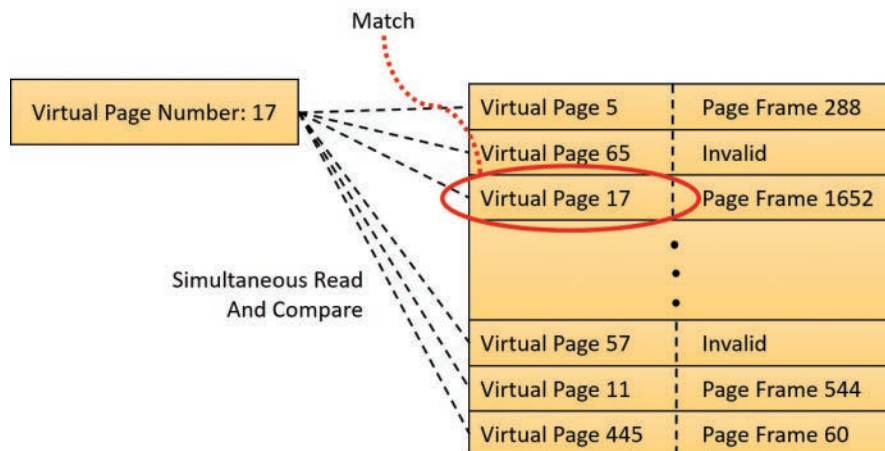 Match
Virtual Page Number: 17
Virtual Page 5 Page Frame 288
Virtual Page 65 Invalid
Virtual Page 17 Page Frame 1652
Simultaneous Read
And Compare
Virtual Page 57 Invalid
Virtual Page 11 Page Frame 544
Virtual Page 445 Page Frame 60